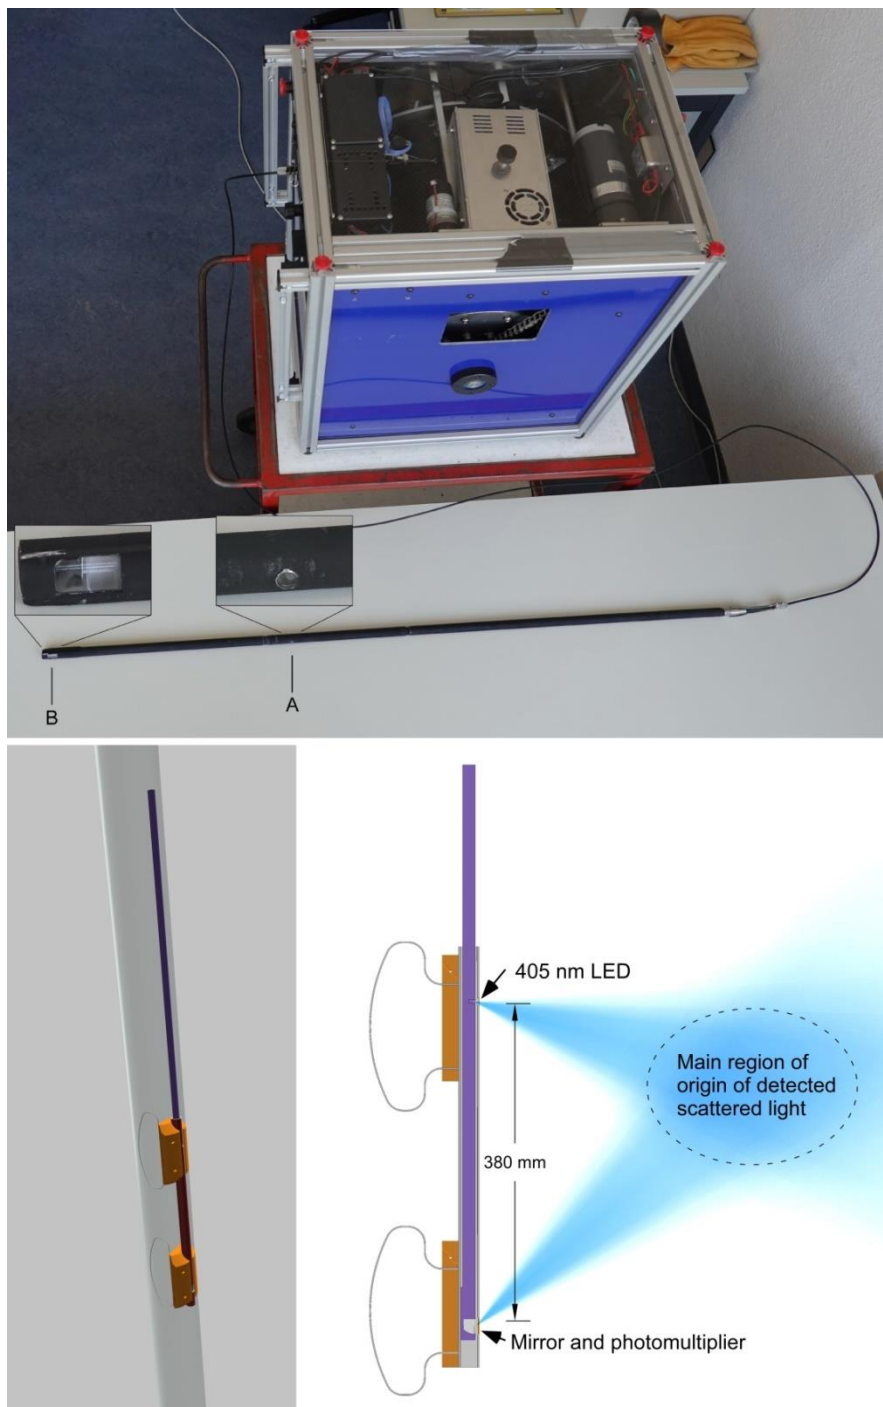 B
A
405 nm LED
Main region of
origin of detected
scattered light
380 mm
Mirror and photomultiplier